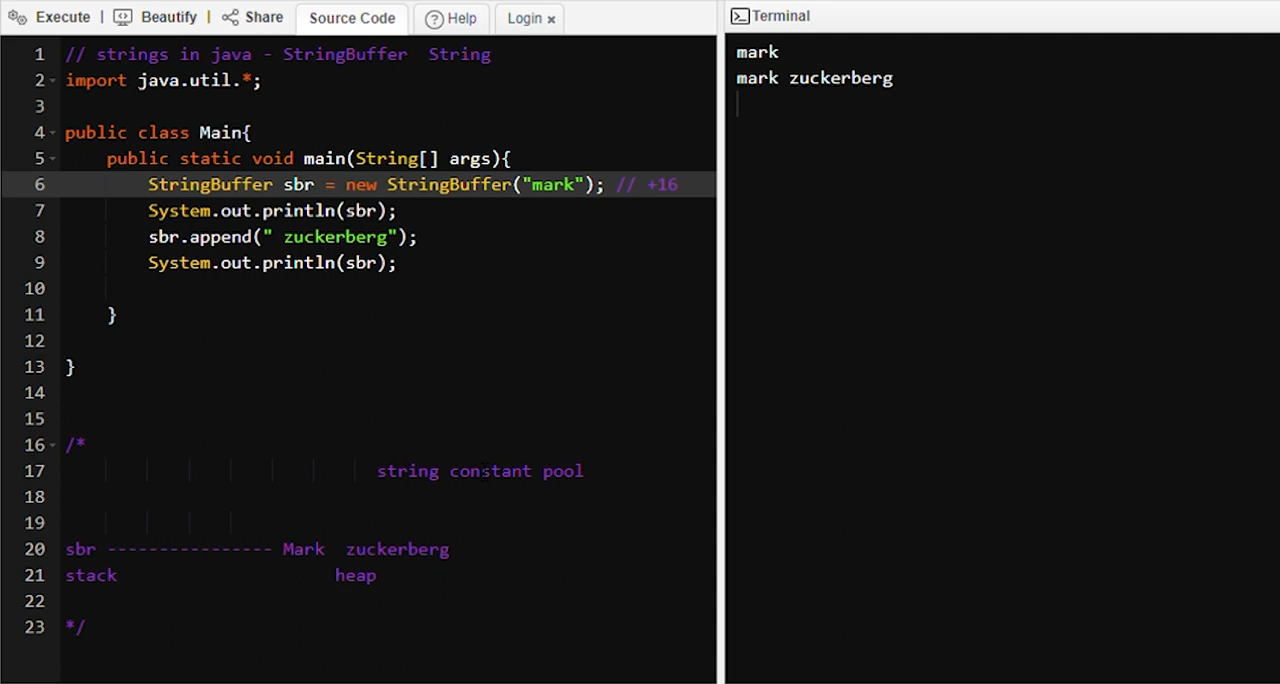 Execute | Beautify | Share Source Code Help Login ×
1 // strings in java - StringBuffer  String
2 import java.util.*;
3
4 public class Main{
5     public static void main(String[] args){
6         StringBuffer sbr = new StringBuffer("mark"); // +16
7         System.out.println(sbr);
8         sbr.append(" zuckerberg");
9         System.out.println(sbr);
10
11     }
12
13 }
14
15
16 /*
17                               string constant pool
18
19
20 sbr ---------------- Mark  zuckerberg
21 stack                     heap
22
23 */
Terminal
mark
mark zuckerberg